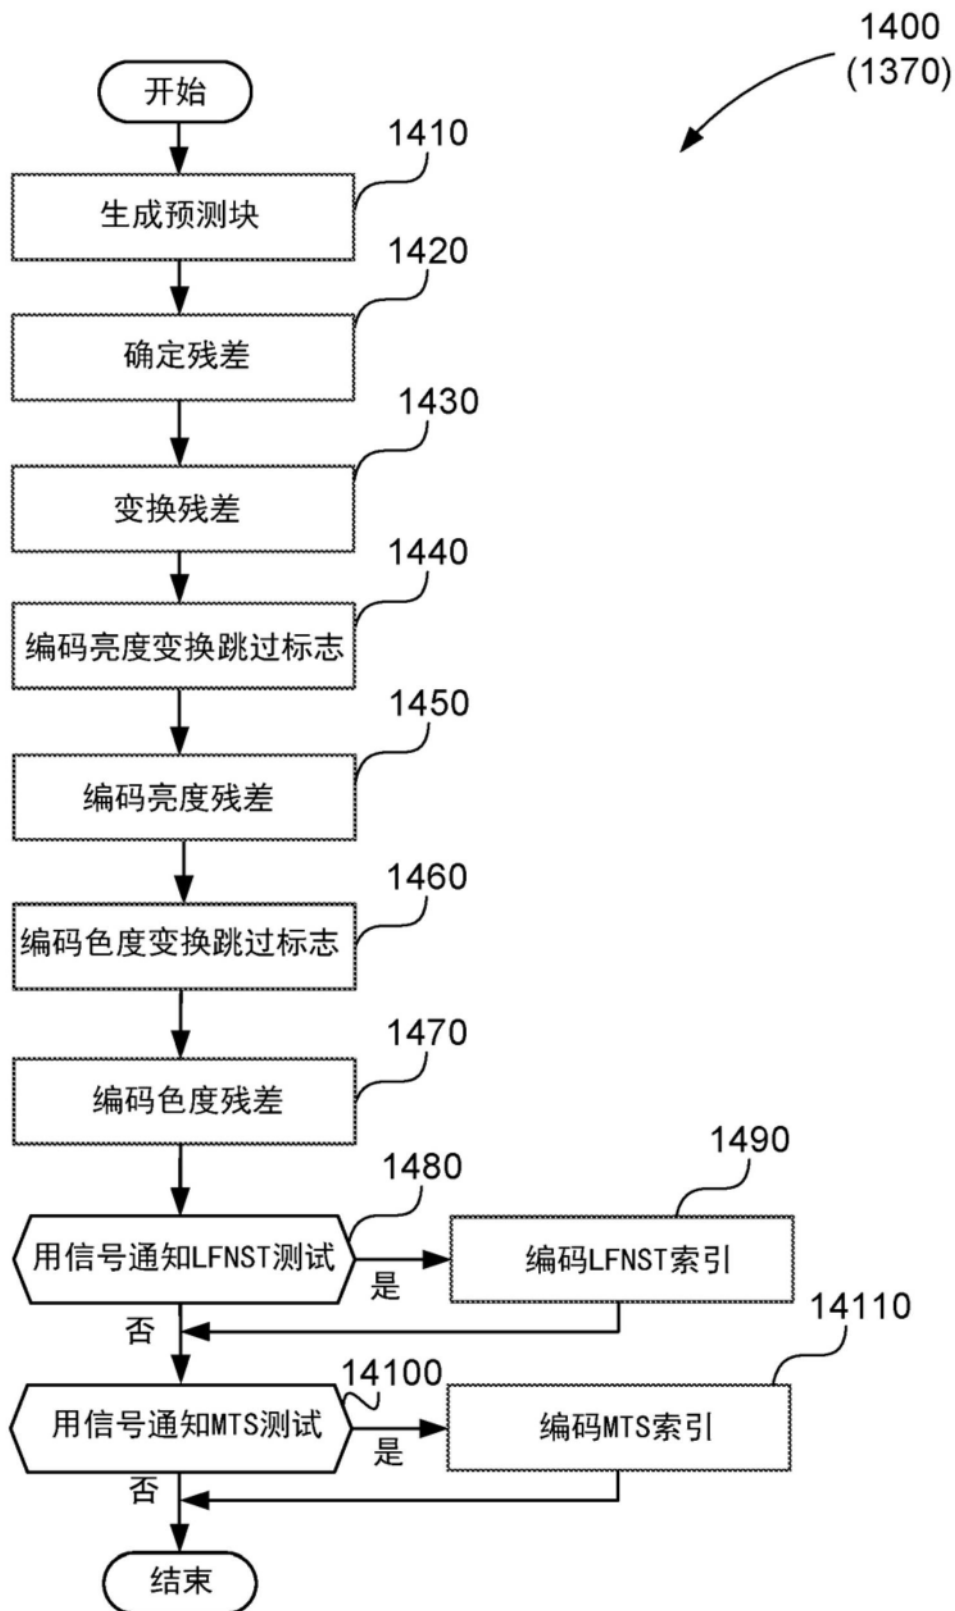 1400
(1370)
开始
1410
生成预测块
1420
确定残差
1430
变换残差
1440
编码亮度变换跳过标志
1450
编码亮度残差
1460
编码色度变换跳过标志
1470
编码色度残差
1480
用信号通知LFNST测试
是
1490
编码LFNST索引
否
14100
用信号通知MTS测试
是
14110
编码MTS索引
否
结束